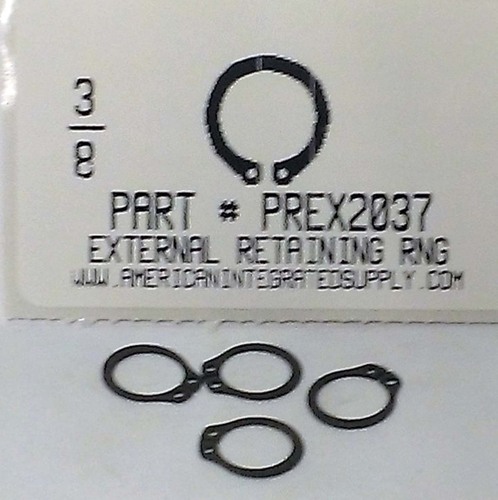 3
8
PART # PREX2037
EXTERNAL RETAINING RNG
WWW.AMERICANINTEGRATEDSUPPLY.COM